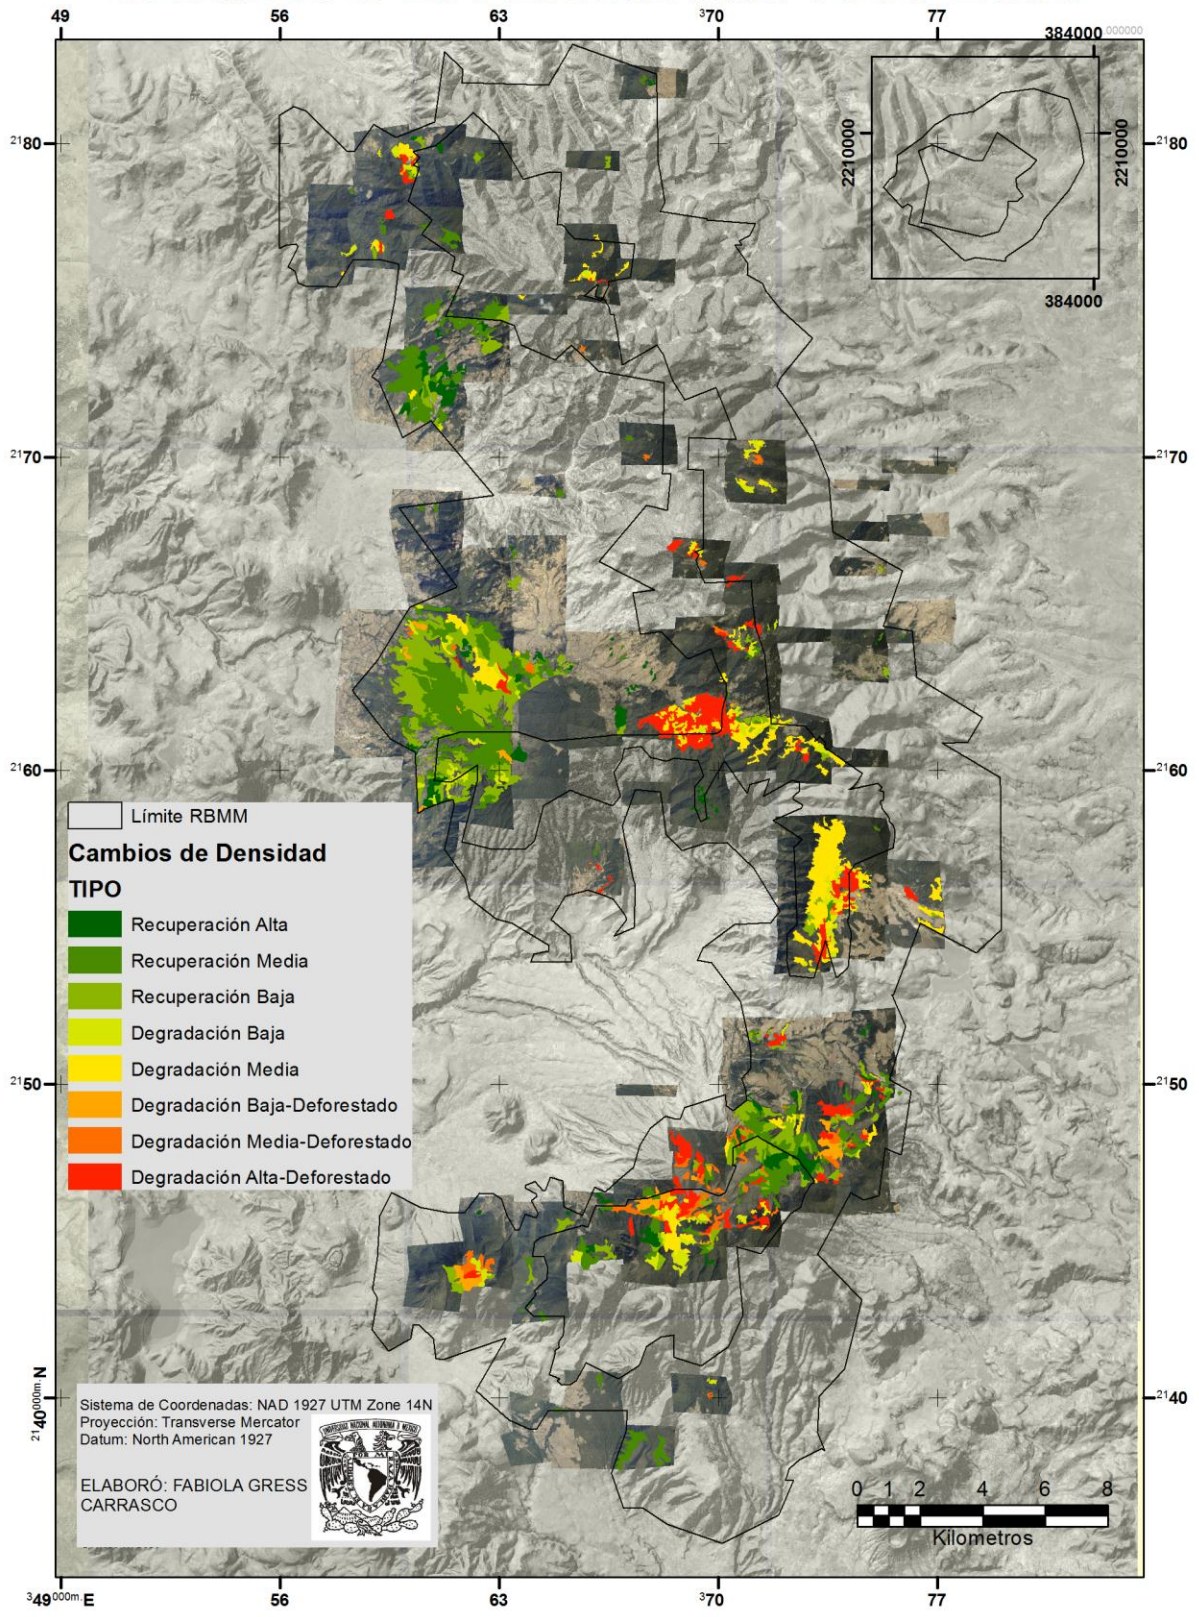 49 56 63 ³70 77
384000 000000
²¹80 ²¹80
2210000 2210000
384000
²¹70 ²¹70
²¹60 ²¹60
Límite RBMM
Cambios de Densidad
TIPO
Recuperación Alta
Recuperación Media
Recuperación Baja
Degradación Baja
Degradación Media
Degradación Baja-Deforestado
Degradación Media-Deforestado
Degradación Alta-Deforestado
²¹50 ²¹50
²¹40⁰⁰⁰ᵐ·N ²¹40
Sistema de Coordenadas: NAD 1927 UTM Zone 14N
Proyección: Transverse Mercator
Datum: North American 1927
ELABORÓ: FABIOLA GRESS
CARRASCO
0 1 2 4 6 8
Kilometros
³49⁰⁰⁰ᵐ·E 56 63 ³70 77